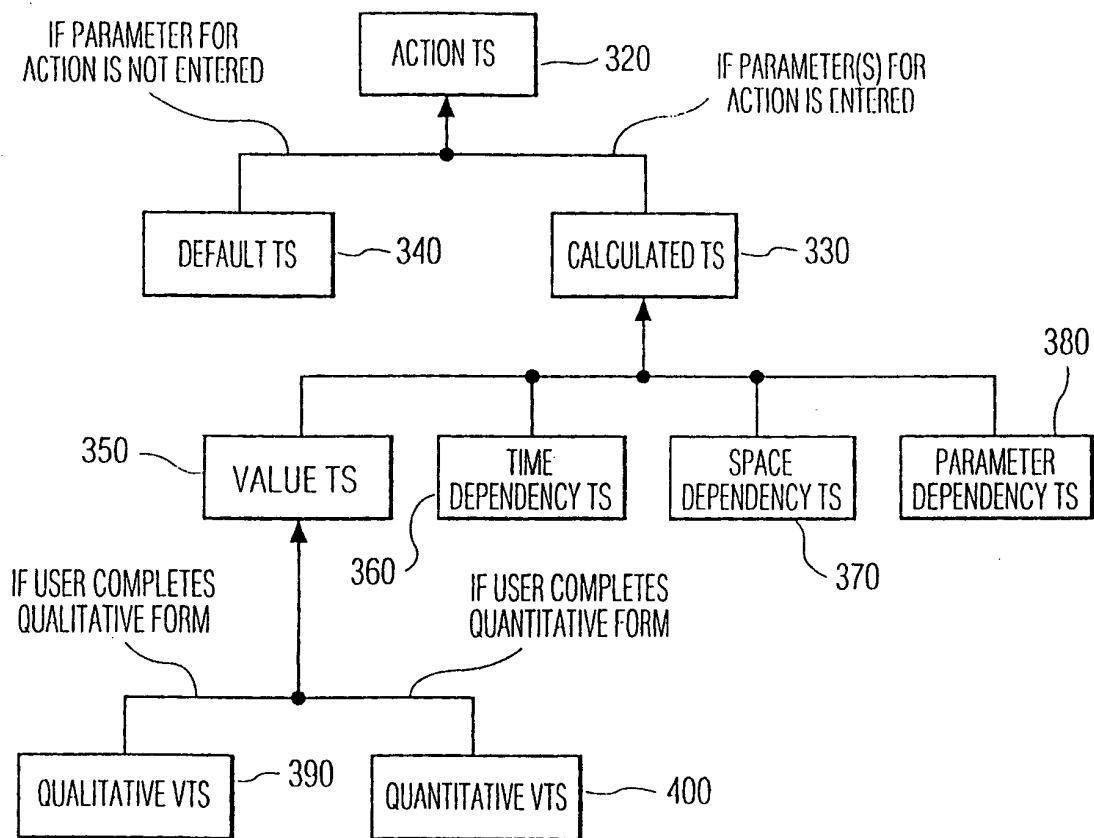 IF PARAMETER FOR
ACTION IS NOT ENTERED
ACTION TS
320
IF PARAMETER(S) FOR
ACTION IS ENTERED
DEFAULT TS
340
CALCULATED TS
330
380
350
VALUE TS
TIME
DEPENDENCY TS
SPACE
DEPENDENCY TS
PARAMETER
DEPENDENCY TS
360
370
IF USER COMPLETES
QUALITATIVE FORM
IF USER COMPLETES
QUANTITATIVE FORM
QUALITATIVE VTS
390
QUANTITATIVE VTS
400